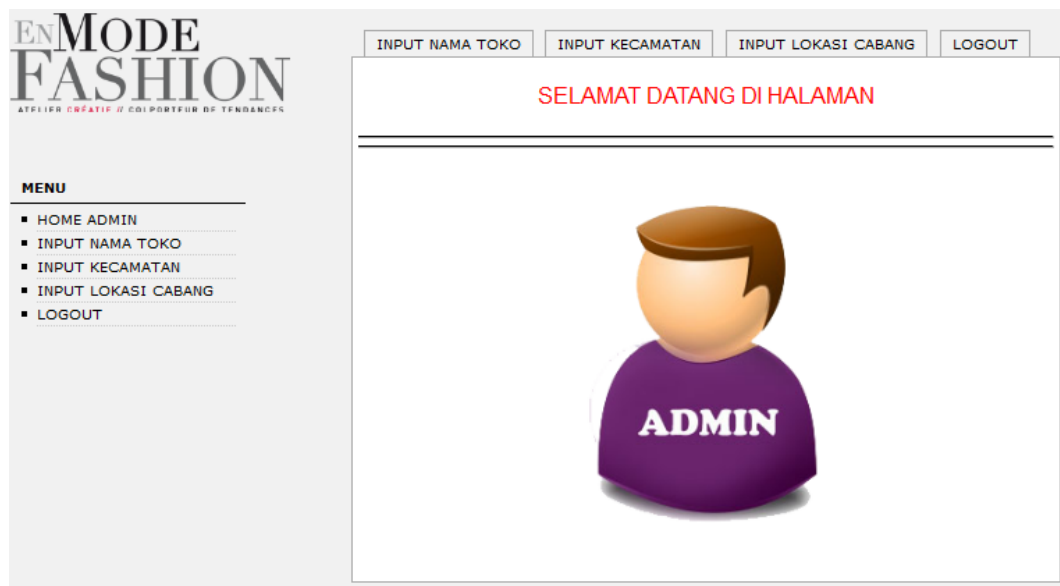 EN MODE
FASHION
ATELIER CRÉATIF // COLPORTEUR DE TENDANCES
INPUT NAMA TOKO
INPUT KECAMATAN
INPUT LOKASI CABANG
LOGOUT
SELAMAT DATANG DI HALAMAN
MENU
HOME ADMIN
INPUT NAMA TOKO
INPUT KECAMATAN
INPUT LOKASI CABANG
LOGOUT
ADMIN